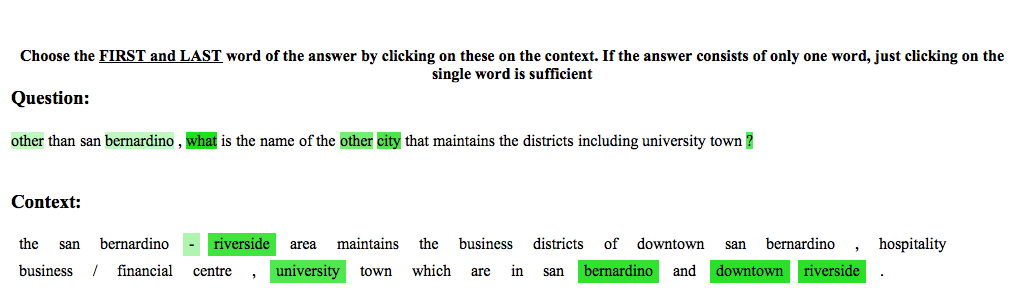 Choose the FIRST and LAST word of the answer by clicking on these on the context. If the answer consists of only one word, just clicking on the
single word is sufficient
Question:
other than san bernardino , what is the name of the other city that maintains the districts including university town ?
Context:
the san bernardino - riverside area maintains the business districts of downtown san bernardino , hospitality
business / financial centre , university town which are in san bernardino and downtown riverside .